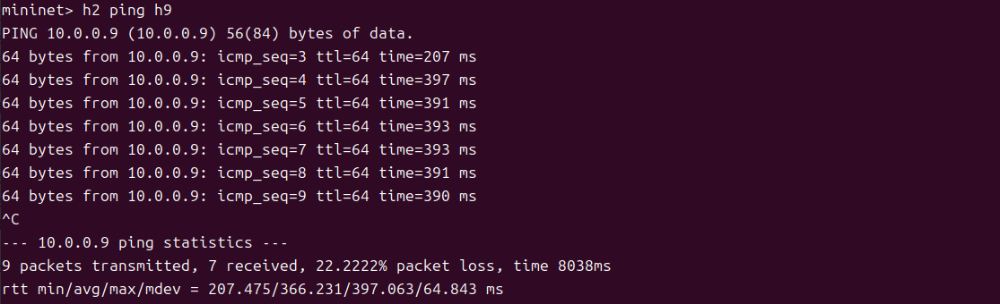 mininet> h2 ping h9
PING 10.0.0.9 (10.0.0.9) 56(84) bytes of data.
64 bytes from 10.0.0.9: icmp_seq=3 ttl=64 time=207 ms
64 bytes from 10.0.0.9: icmp_seq=4 ttl=64 time=397 ms
64 bytes from 10.0.0.9: icmp_seq=5 ttl=64 time=391 ms
64 bytes from 10.0.0.9: icmp_seq=6 ttl=64 time=393 ms
64 bytes from 10.0.0.9: icmp_seq=7 ttl=64 time=393 ms
64 bytes from 10.0.0.9: icmp_seq=8 ttl=64 time=391 ms
64 bytes from 10.0.0.9: icmp_seq=9 ttl=64 time=390 ms
^C
--- 10.0.0.9 ping statistics ---
9 packets transmitted, 7 received, 22.2222% packet loss, time 8038ms
rtt min/avg/max/mdev = 207.475/366.231/397.063/64.843 ms